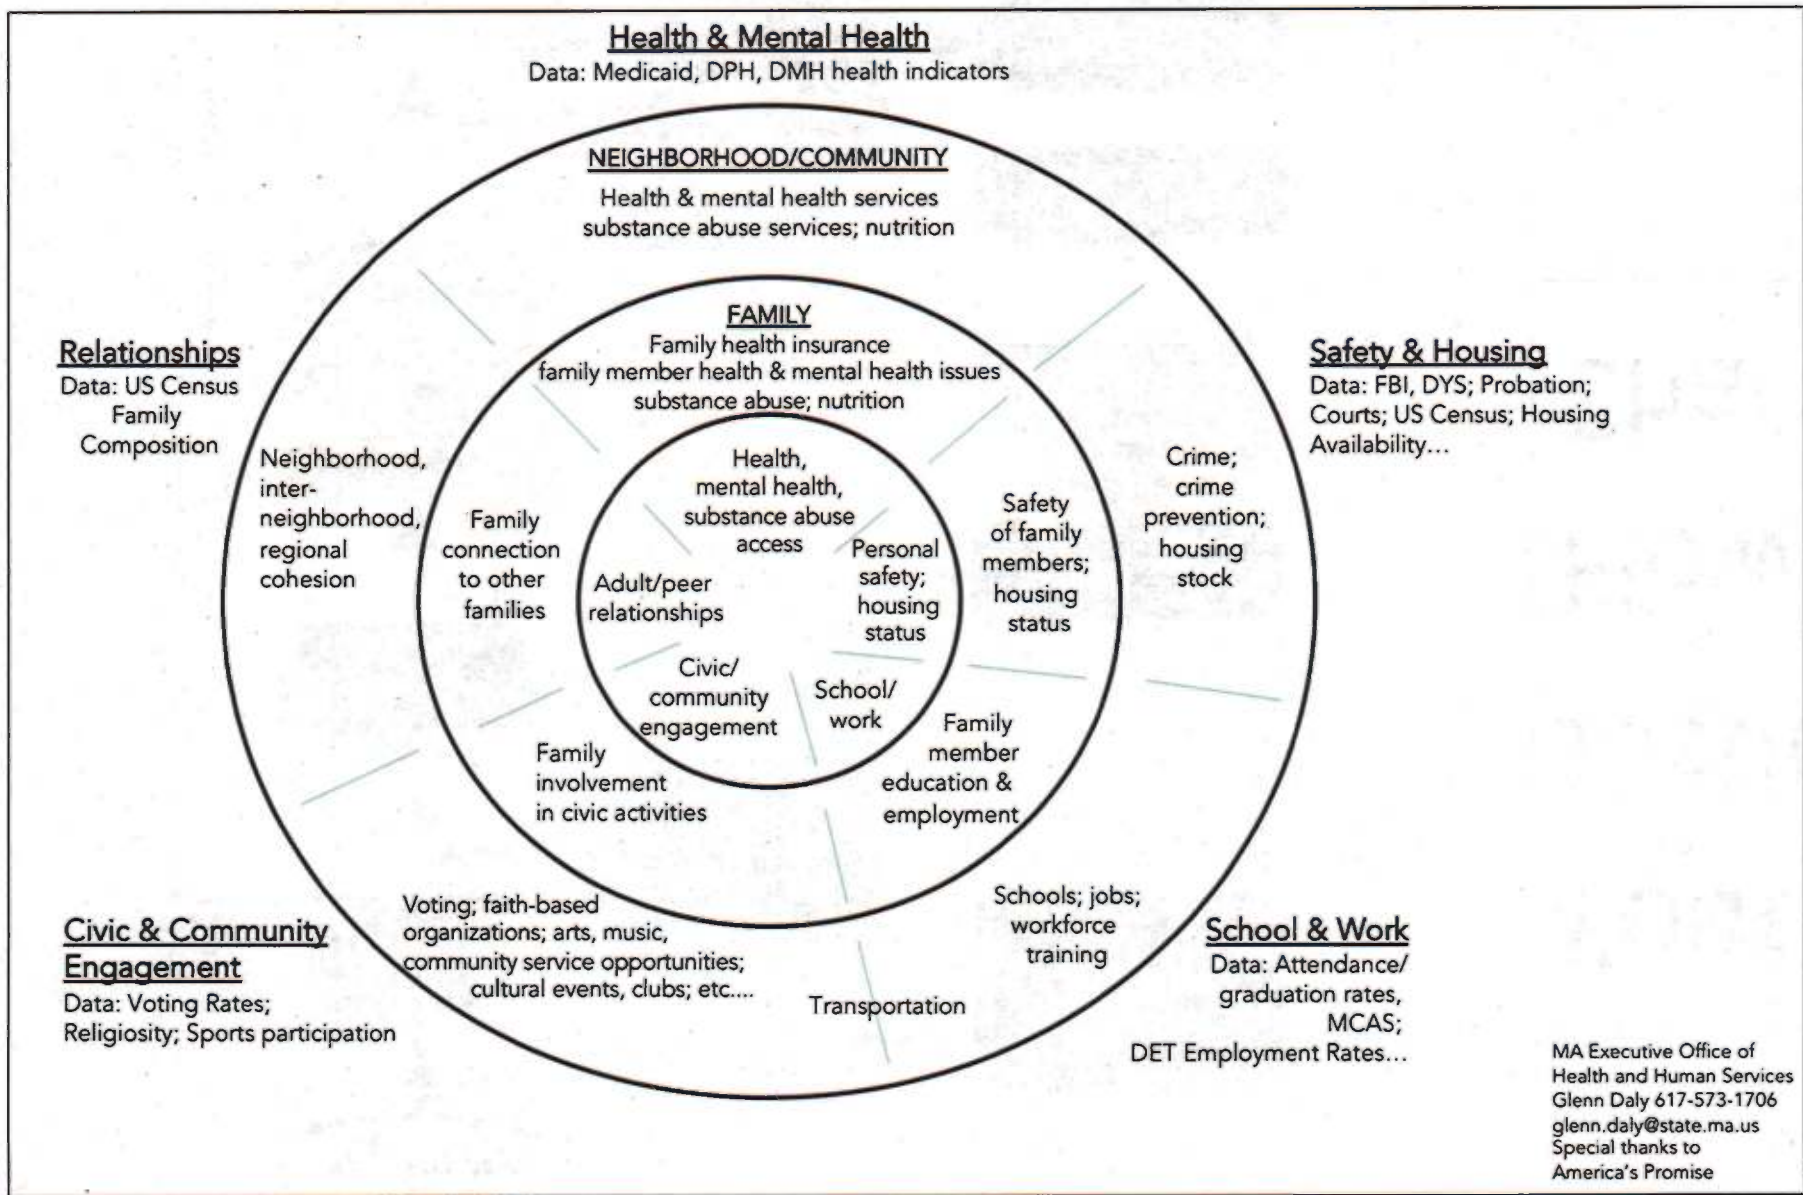 Health & Mental Health
Data: Medicaid, DPH, DMH health indicators
NEIGHBORHOOD/COMMUNITY
Health & mental health services
substance abuse services; nutrition
FAMILY
Family health insurance
family member health & mental health issues
substance abuse; nutrition
Relationships
Data: US Census
Family
Composition
Safety & Housing
Data: FBI, DYS; Probation;
Courts; US Census; Housing
Availability...
Neighborhood,
inter-
neighborhood,
regional
cohesion
Family
connection
to other
families
Health,
mental health,
substance abuse
access
Adult/peer
relationships
Personal
safety;
housing
status
Safety
of family
members;
housing
status
Crime;
crime
prevention;
housing
stock
Civic/
community
engagement
School/
work
Family
involvement
in civic activities
Family
member
education &
employment
Voting; faith-based
organizations; arts, music,
community service opportunities;
cultural events, clubs; etc....
Transportation
Schools; jobs;
workforce
training
Civic & Community
Engagement
Data: Voting Rates;
Religiosity; Sports participation
School & Work
Data: Attendance/
graduation rates,
MCAS;
DET Employment Rates...
MA Executive Office of
Health and Human Services
Glenn Daly 617-573-1706
glenn.daly@state.ma.us
Special thanks to
America's Promise